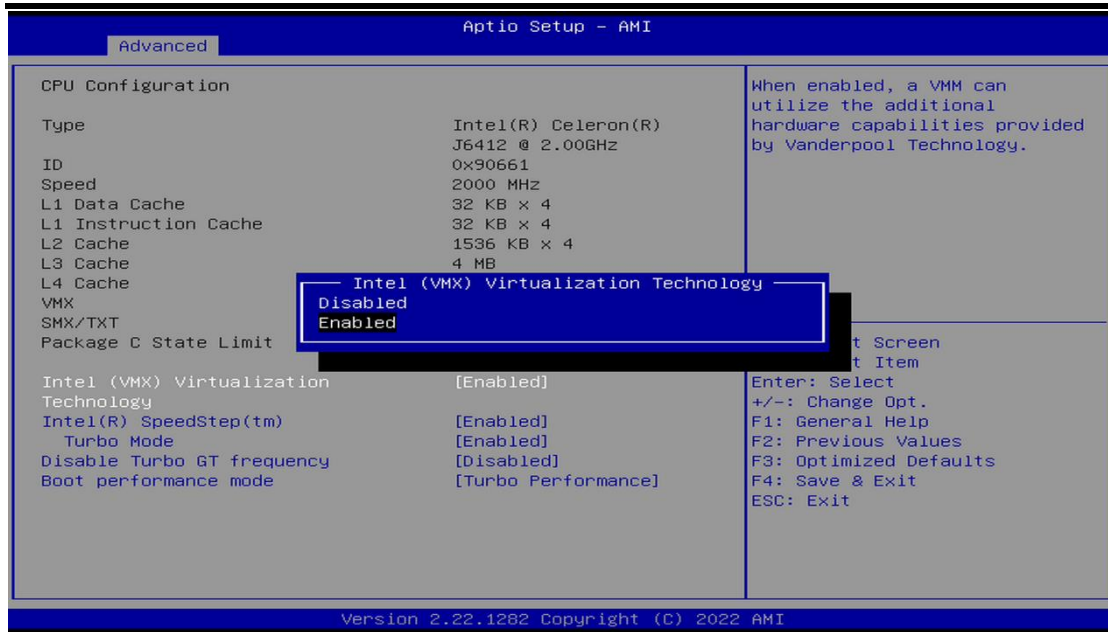 Aptio Setup – AMI
Advanced
CPU Configuration
Type Intel(R) Celeron(R)
J6412 @ 2.00GHz
ID 0x90661
Speed 2000 MHz
L1 Data Cache 32 KB x 4
L1 Instruction Cache 32 KB x 4
L2 Cache 1536 KB x 4
L3 Cache 4 MB
L4 Cache
VMX
SMX/TXT
Package C State Limit
Intel (VMX) Virtualization Technology
Disabled
Enabled
Intel (VMX) Virtualization [Enabled]
Technology
Intel(R) SpeedStep(tm) [Enabled]
Turbo Mode [Enabled]
Disable Turbo GT frequency [Disabled]
Boot performance mode [Turbo Performance]
When enabled, a VMM can
utilize the additional
hardware capabilities provided
by Vanderpool Technology.
t Screen
t Item
Enter: Select
+/-: Change Opt.
F1: General Help
F2: Previous Values
F3: Optimized Defaults
F4: Save & Exit
ESC: Exit
Version 2.22.1282 Copyright (C) 2022 AMI